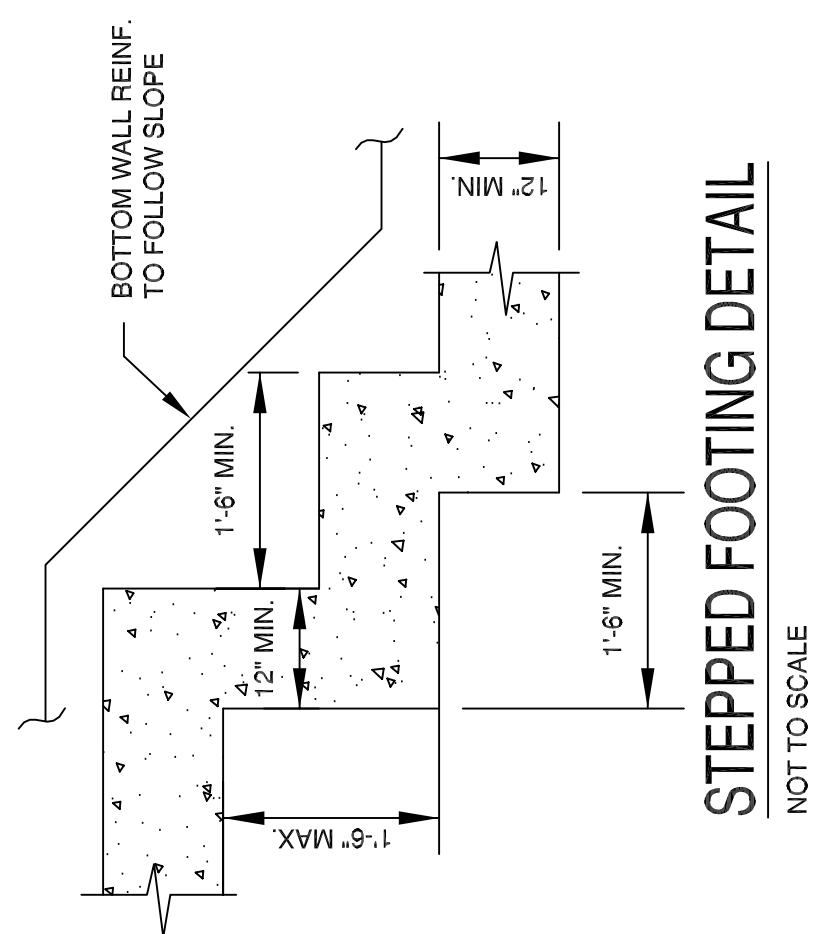 BOTTOM WALL REINF.
TO FOLLOW SLOPE
12" MIN.
1'-6" MIN.
12" MIN.
1'-6" MIN.
1'-6" MAX.
STEPPED FOOTING DETAIL
NOT TO SCALE